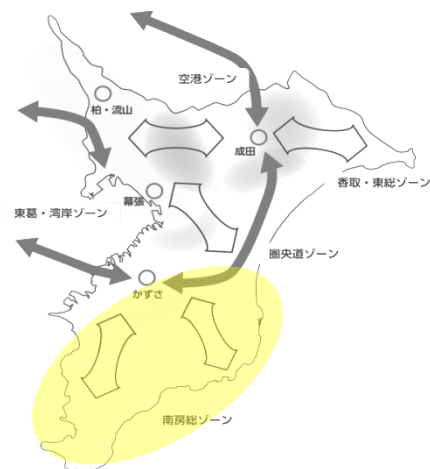 空港ゾーン
柏・流山
成田
香取・東総ゾーン
幕張
東葛・湾岸ゾーン
圏央道ゾーン
かずさ
南房総ゾーン